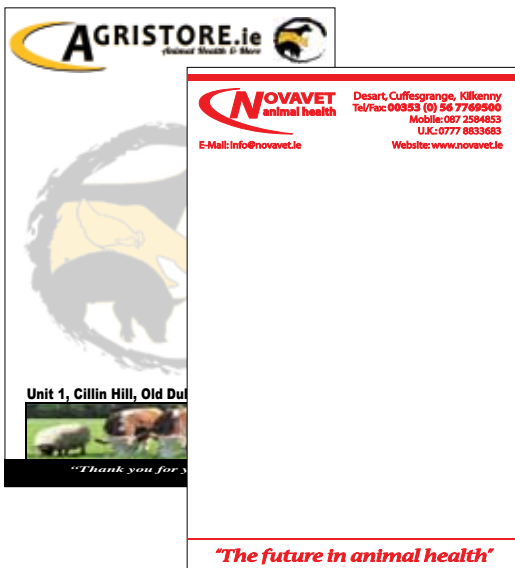 AGRISTORE.ie
Animal Health & More
NOVAVET
animal health
Desart, Cuffesgrange, Kilkenny
Tel/Fax: 00353 (0) 56 7769500
Mobile: 087 2584853
U.K.: 0777 8833683
E-Mail: info@novavet.ie
Website: www.novavet.ie
Unit 1, Cillin Hill, Old Du
"Thank you for
"The future in animal health"